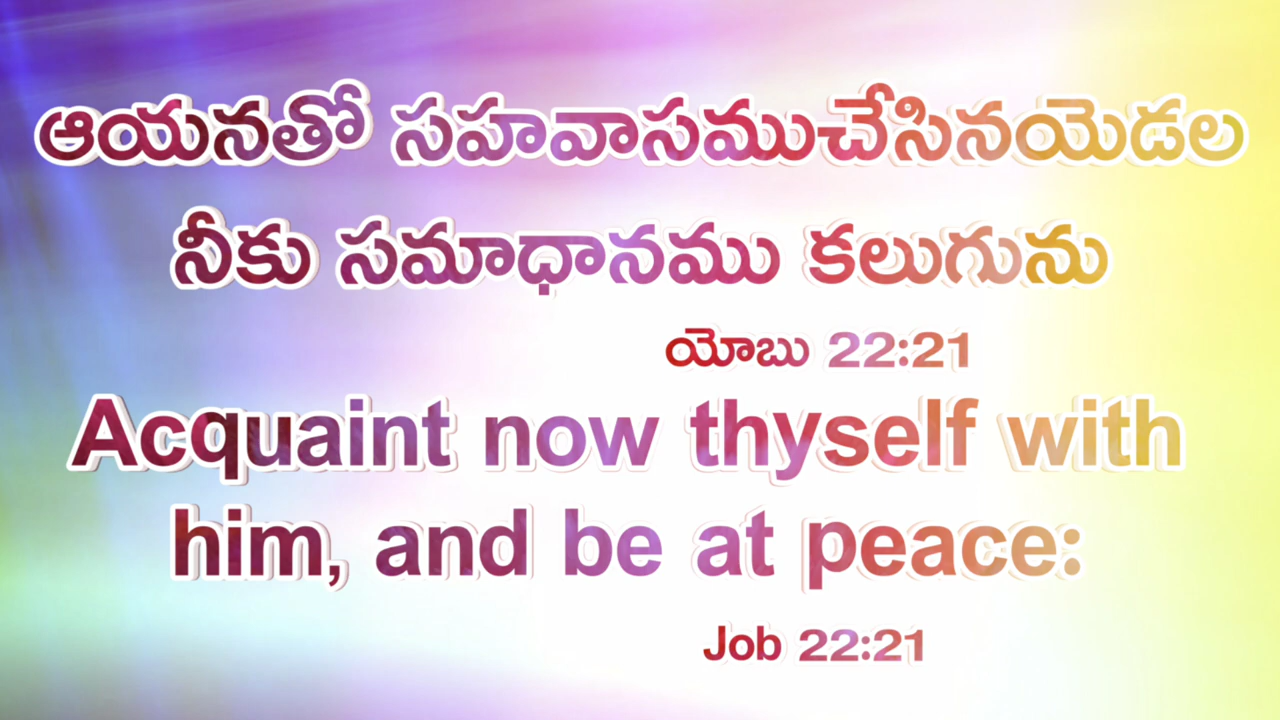 ఆయనతో సహవాసముచేసినయెడల
నీకు సమాధానము కలుగును
యోబు 22:21
Acquaint now thyself with
him, and be at peace:
Job 22:21